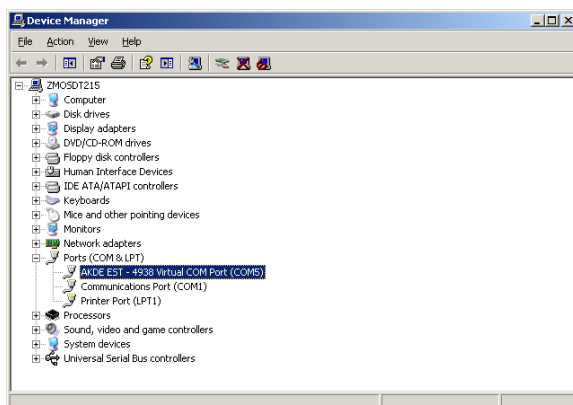 Device Manager
File Action View Help
ZMOSDT215
Computer
Disk drives
Display adapters
DVD/CD-ROM drives
Floppy disk controllers
Human Interface Devices
IDE ATA/ATAPI controllers
Keyboards
Mice and other pointing devices
Monitors
Network adapters
Ports (COM & LPT)
AKDE EST - 4938 Virtual COM Port (COM5)
Communications Port (COM1)
Printer Port (LPT1)
Processors
Sound, video and game controllers
System devices
Universal Serial Bus controllers